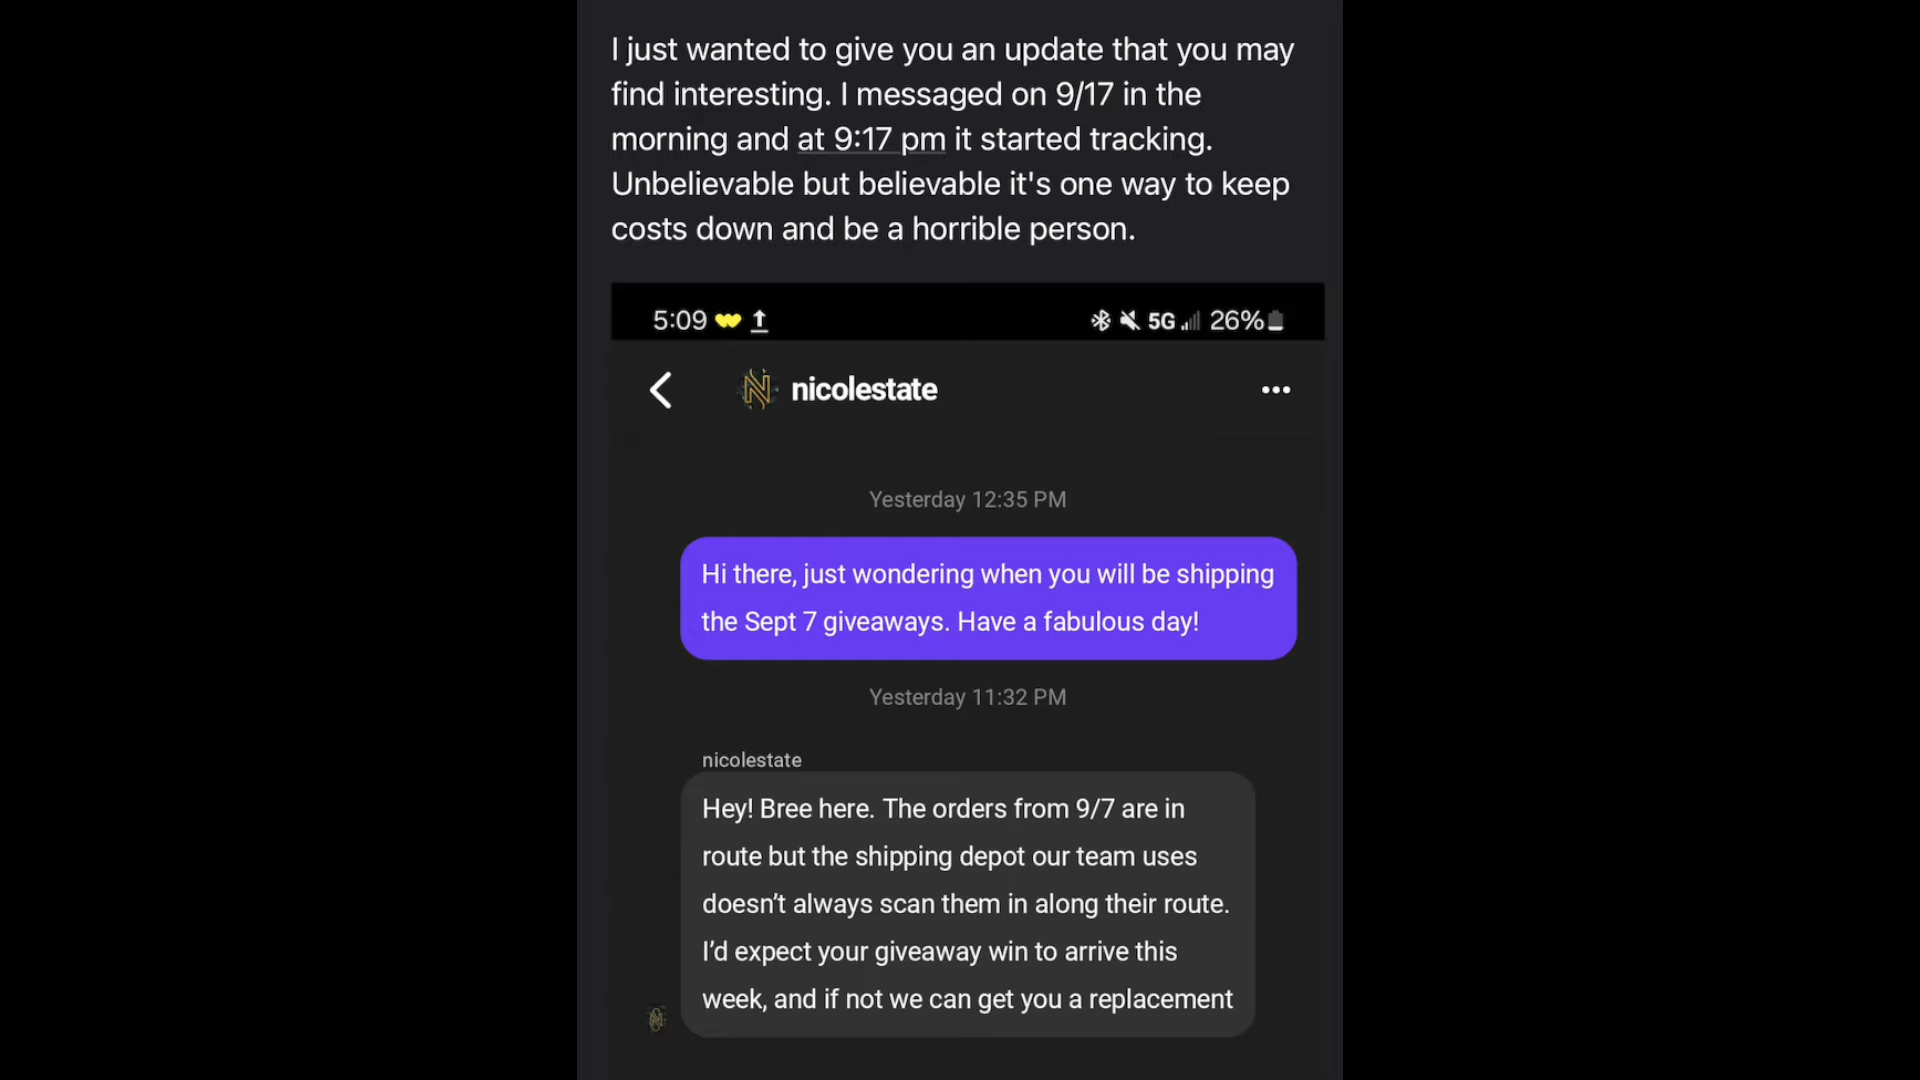 I just wanted to give you an update that you may
find interesting. I messaged on 9/17 in the
morning and at 9:17 pm it started tracking.
Unbelievable but believable it's one way to keep
costs down and be a horrible person.
5:09 5G 26%
nicolestate
Yesterday 12:35 PM
Hi there, just wondering when you will be shipping
the Sept 7 giveaways. Have a fabulous day!
Yesterday 11:32 PM
nicolestate
Hey! Bree here. The orders from 9/7 are in
route but the shipping depot our team uses
doesn't always scan them in along their route.
I'd expect your giveaway win to arrive this
week, and if not we can get you a replacement